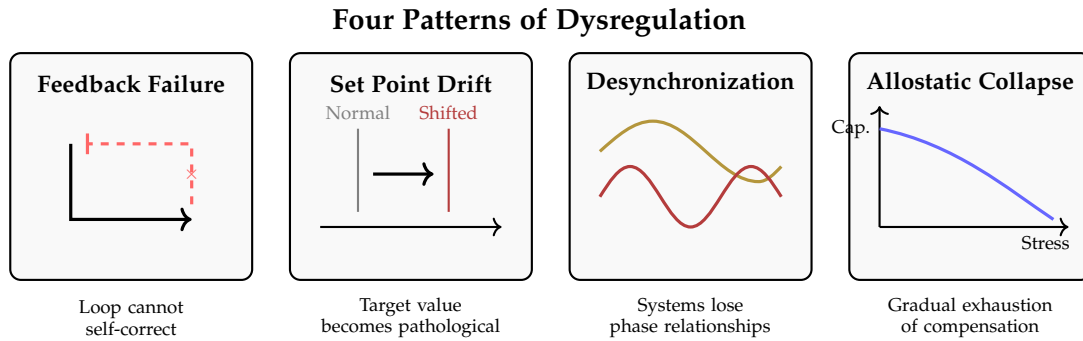 Four Patterns of Dysregulation
Feedback Failure
Loop cannot
self-correct
Set Point Drift
Normal
Shifted
Target value
becomes pathological
Desynchronization
Systems lose
phase relationships
Allostatic Collapse
Cap.
Stress
Gradual exhaustion
of compensation